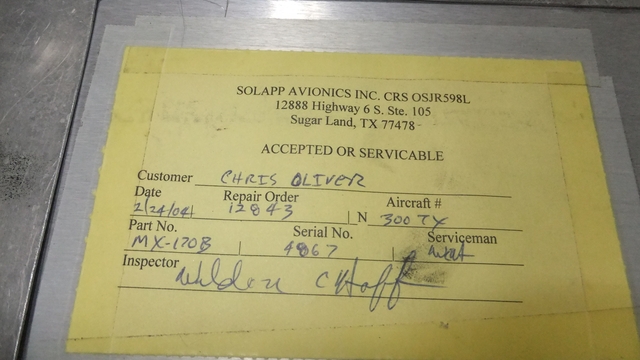 SOLAPP AVIONICS INC. CRS OSJR598L
12888 Highway 6 S. Ste. 105
Sugar Land, TX 77478
ACCEPTED OR SERVICABLE
Customer CHRIS OLIVER
Date Repair Order Aircraft #
2/24/04 12843 N 300TX
Part No. Serial No. Serviceman
MX-170B 4867
Inspector